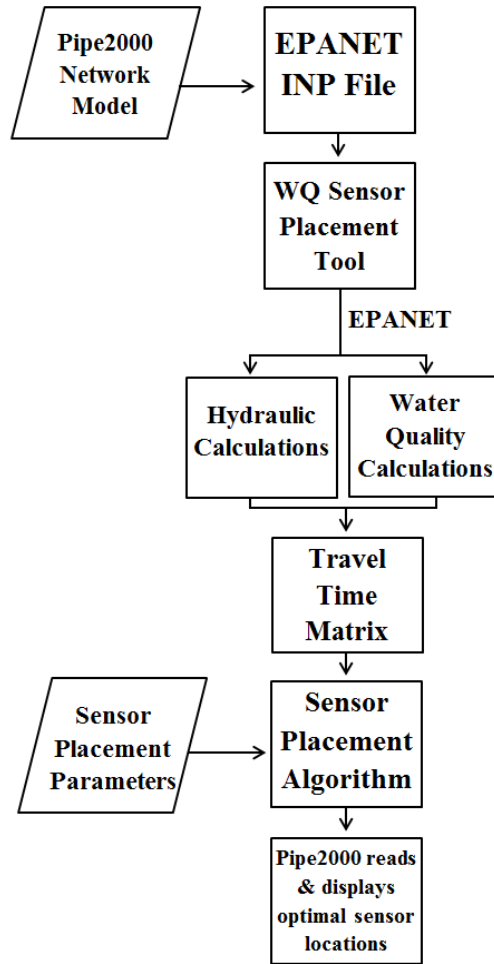 Pipe2000
Network
Model
EPANET
INP File
WQ Sensor
Placement
Tool
EPANET
Hydraulic
Calculations
Water
Quality
Calculations
Travel
Time
Matrix
Sensor
Placement
Parameters
Sensor
Placement
Algorithm
Pipe2000 reads
& displays
optimal sensor
locations